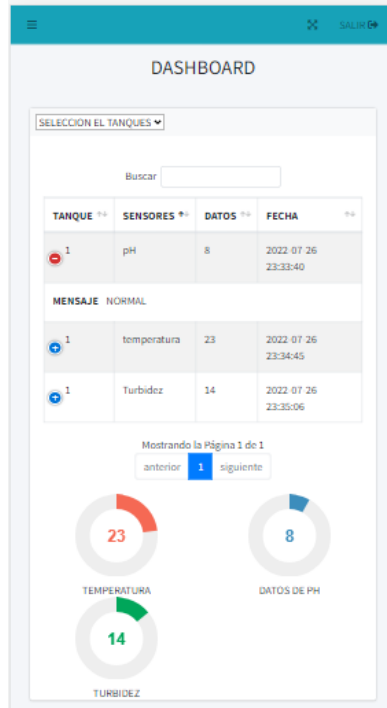 SALIR
DASHBOARD
SELECCION EL TANQUES
Buscar
TANQUE SENSORES DATOS FECHA
1 pH 8 2022-07-26
23:33:40
MENSAJE NORMAL
1 temperatura 23 2022-07-26
23:34:45
1 Turbidez 14 2022-07-26
23:35:06
Mostrando la Página 1 de 1
anterior 1 siguiente
23 8
TEMPERATURA DATOS DE PH
14
TURBIDEZ